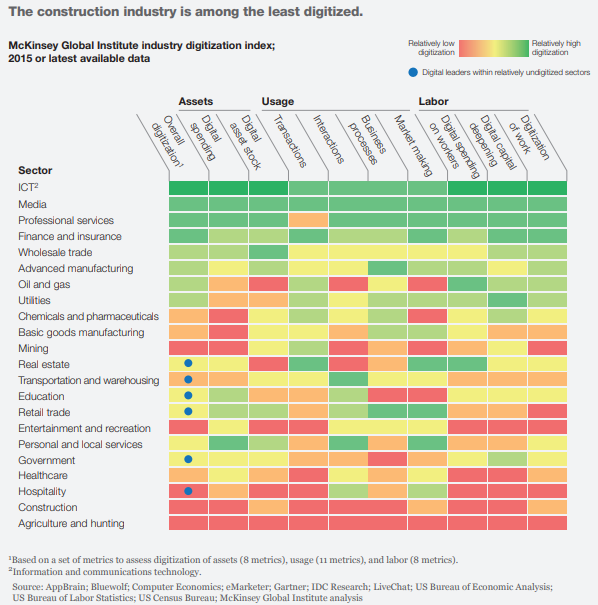 The construction industry is among the least digitized.
McKinsey Global Institute industry digitization index;
2015 or latest available data
Relatively low
digitization
Relatively high
digitization
Digital leaders within relatively undigitized sectors
Assets
Usage
Labor
Overall
digitization¹
Digital
spending
Digital
asset stock
Transactions
Interactions
Business
processes
Market making
Digital spending
on workers
Digital capital
deepening
Digitization
of work
Sector
ICT²
Media
Professional services
Finance and insurance
Wholesale trade
Advanced manufacturing
Oil and gas
Utilities
Chemicals and pharmaceuticals
Basic goods manufacturing
Mining
Real estate
Transportation and warehousing
Education
Retail trade
Entertainment and recreation
Personal and local services
Government
Healthcare
Hospitality
Construction
Agriculture and hunting
¹Based on a set of metrics to assess digitization of assets (8 metrics), usage (11 metrics), and labor (8 metrics).
²Information and communications technology.
Source: AppBrain; Bluewolf; Computer Economics; eMarketer; Gartner; IDC Research; LiveChat; US Bureau of Economic Analysis;
US Bureau of Labor Statistics; US Census Bureau; McKinsey Global Institute analysis